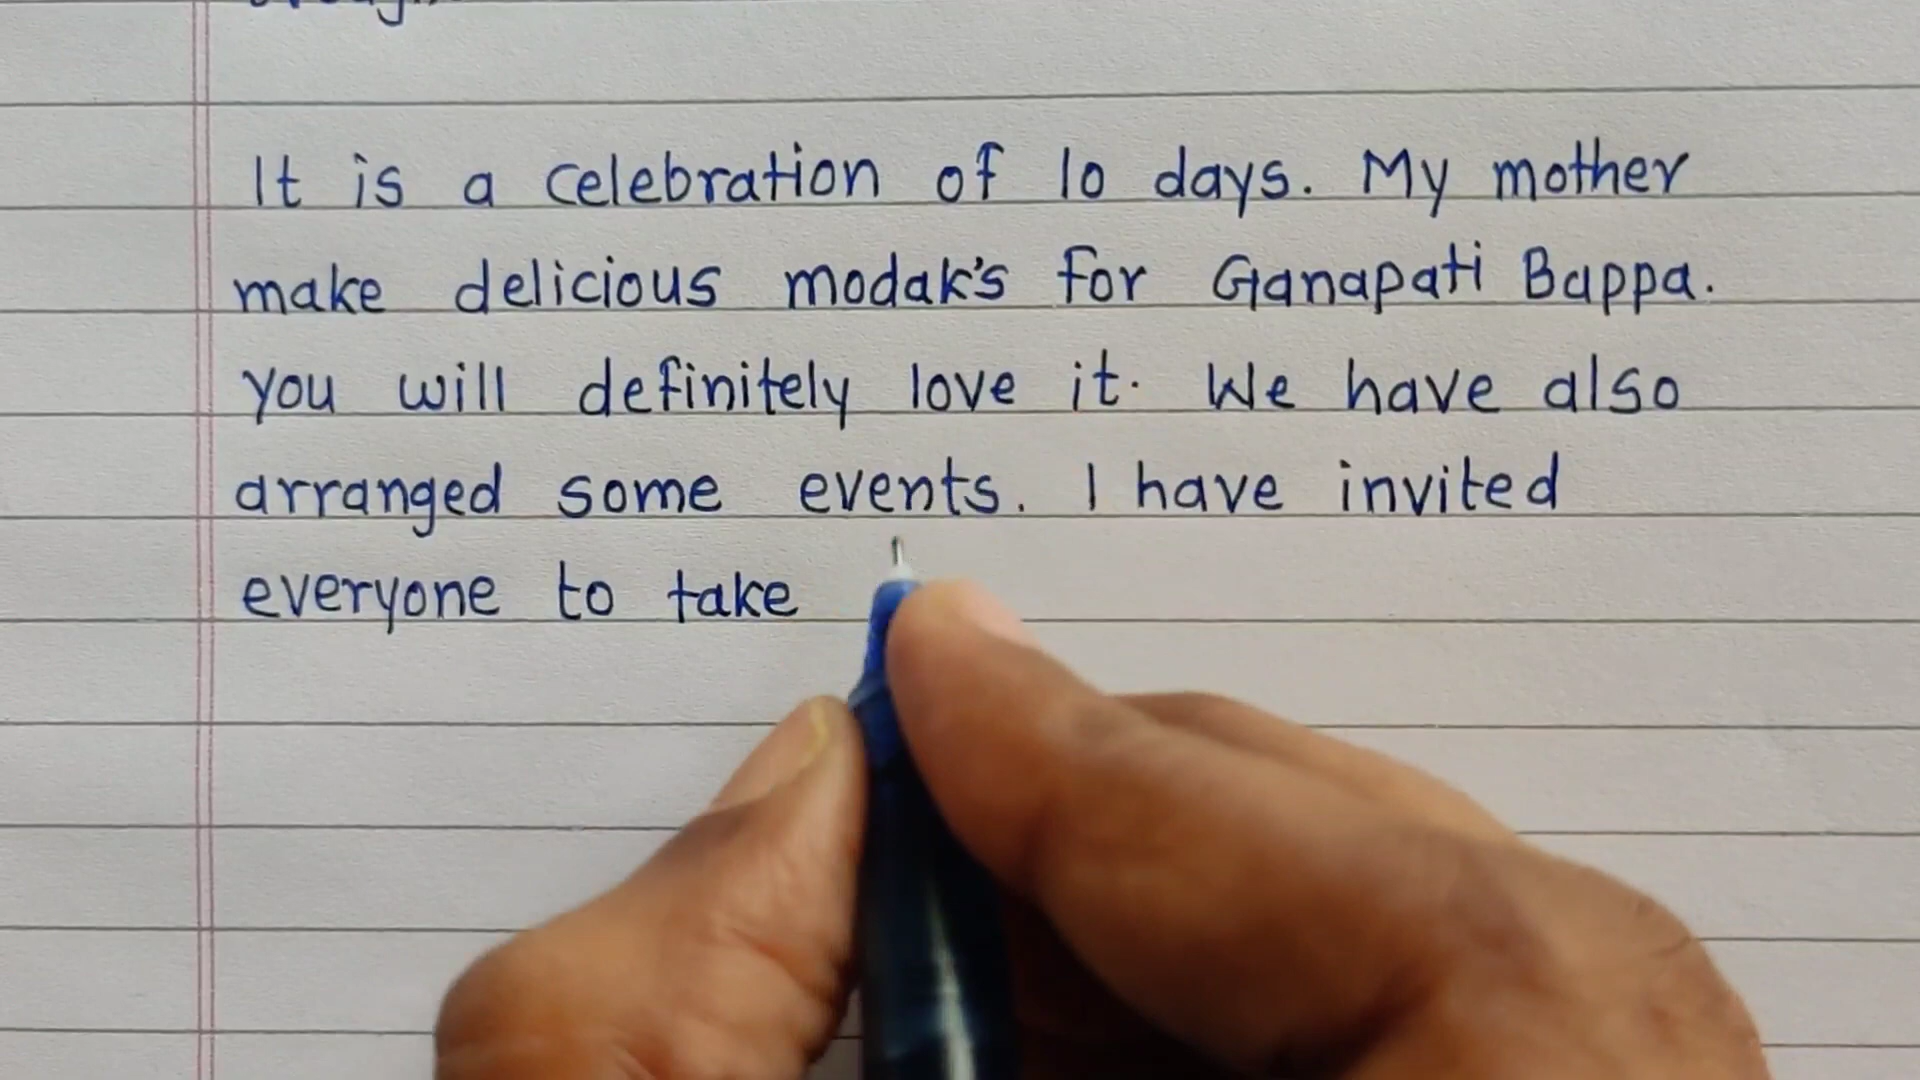 It is a celebration of 10 days. My mother
make delicious modak's for Ganapati Bappa.
you will definitely love it. We have also
arranged some events. I have invited
everyone to take